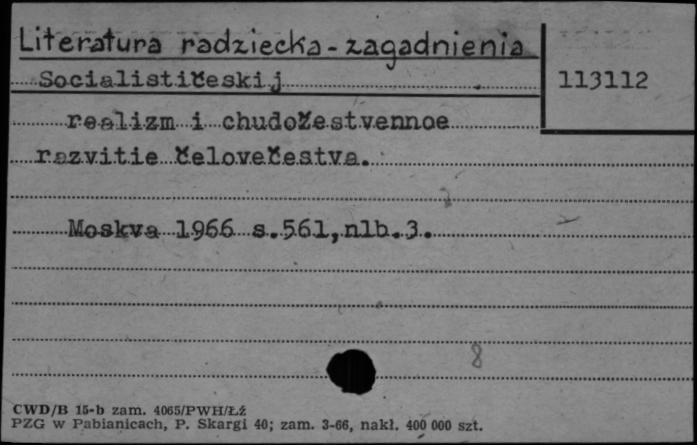 Literatura radziecka - zagadnienia
Socialističeskij
113112
realizm i chudožestvennoe
razvitie čelovečestva.
Moskva 1966 s.561,nlb.3.
8
CWD/B 15-b zam. 4065/PWH/Łź
PZG w Pabianicach, P. Skargi 40; zam. 3-66, nakł. 400 000 szt.